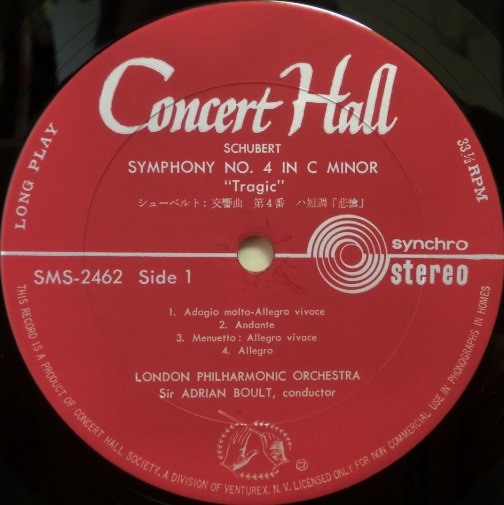 Concert Hall
LONG PLAY
33⅓ RPM
SCHUBERT
SYMPHONY NO. 4 IN C MINOR
"Tragic"
シューベルト：交響曲 第4番 ハ短調「悲愴」
synchro
stereo
SMS-2462 Side 1
1. Adagio molto-Allegro vivace
2. Andante
3. Menuetto: Allegro vivace
4. Allegro
LONDON PHILHARMONIC ORCHESTRA
Sir ADRIAN BOULT, conductor
THIS RECORD IS A PRODUCT OF CONCERT HALL SOCIETY, A DIVISION OF VENTUREX, N. V. LICENSED ONLY FOR NON COMMERCIAL USE IN PHONOGRAPHS IN HOMES